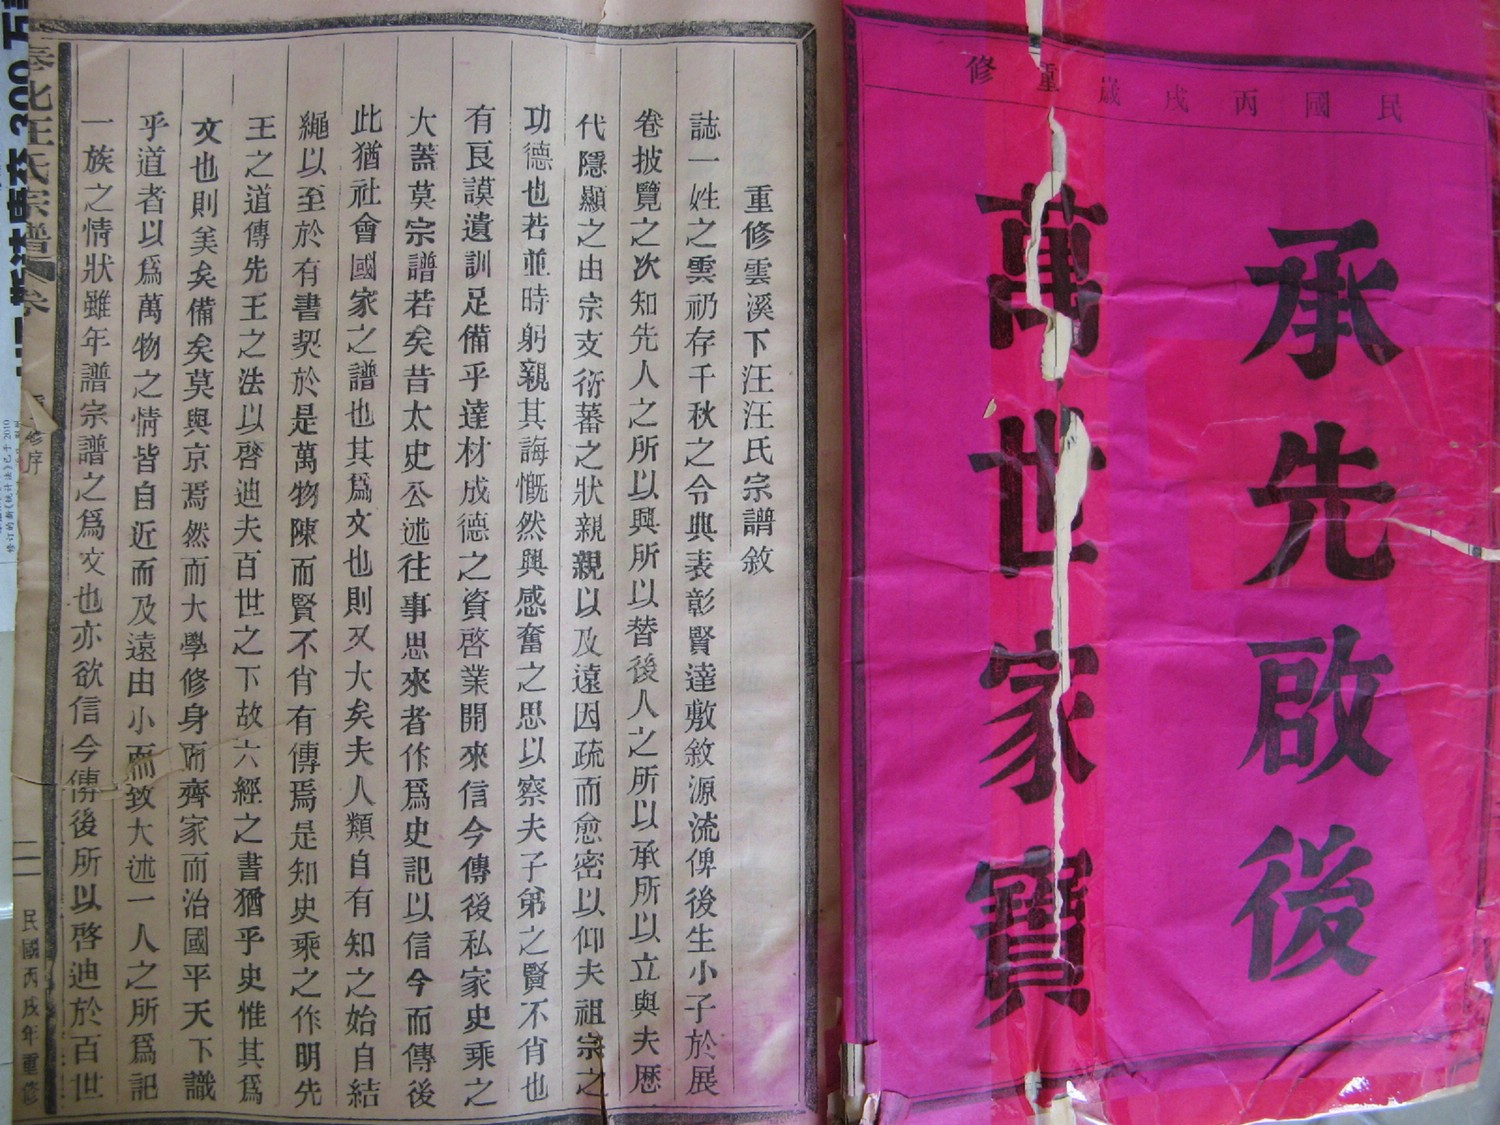 民國丙戌歲重修
承先啟後
萬世家寶
重修雲溪下汪汪氏宗譜敘
誌一姓之雲礽存千秋之令典表彰賢達敷敘源流俾後生小子於展
卷披覽之次知先人之所以興所以替後人之所以承所以立與夫歷
代隱顯之由宗支衍蕃之狀親親以及遠因疏而愈密以仰夫祖宗之
功德也若並時躬親其誨慨然興感奮之思以察夫子弟之賢不肖也
有良謨遺訓足備乎達材成德之資啓業開來信今傳後私家史乘之
大蓋莫宗譜若矣昔太史公述往事思來者作爲史記以信今而傳後
此猶社會國家之譜也其爲文也則又大矣夫人類自有知之始自結
繩以至於有書契於是萬物陳而賢不肖有傳焉是知史乘之作明先
王之道傳先王之法以啓迪夫百世之下故六經之書猶乎史惟其爲
文也則美矣備矣莫與京焉然而大學修身而齊家而治國平天下識
乎道者以爲萬物之情皆自近而及遠由小而致大述一人之所爲記
一族之情狀雖年譜宗譜之爲文也亦欲信今傳後所以啓迪於百世
奉化汪氏宗譜 卷
修序
二
民國丙戌年重修